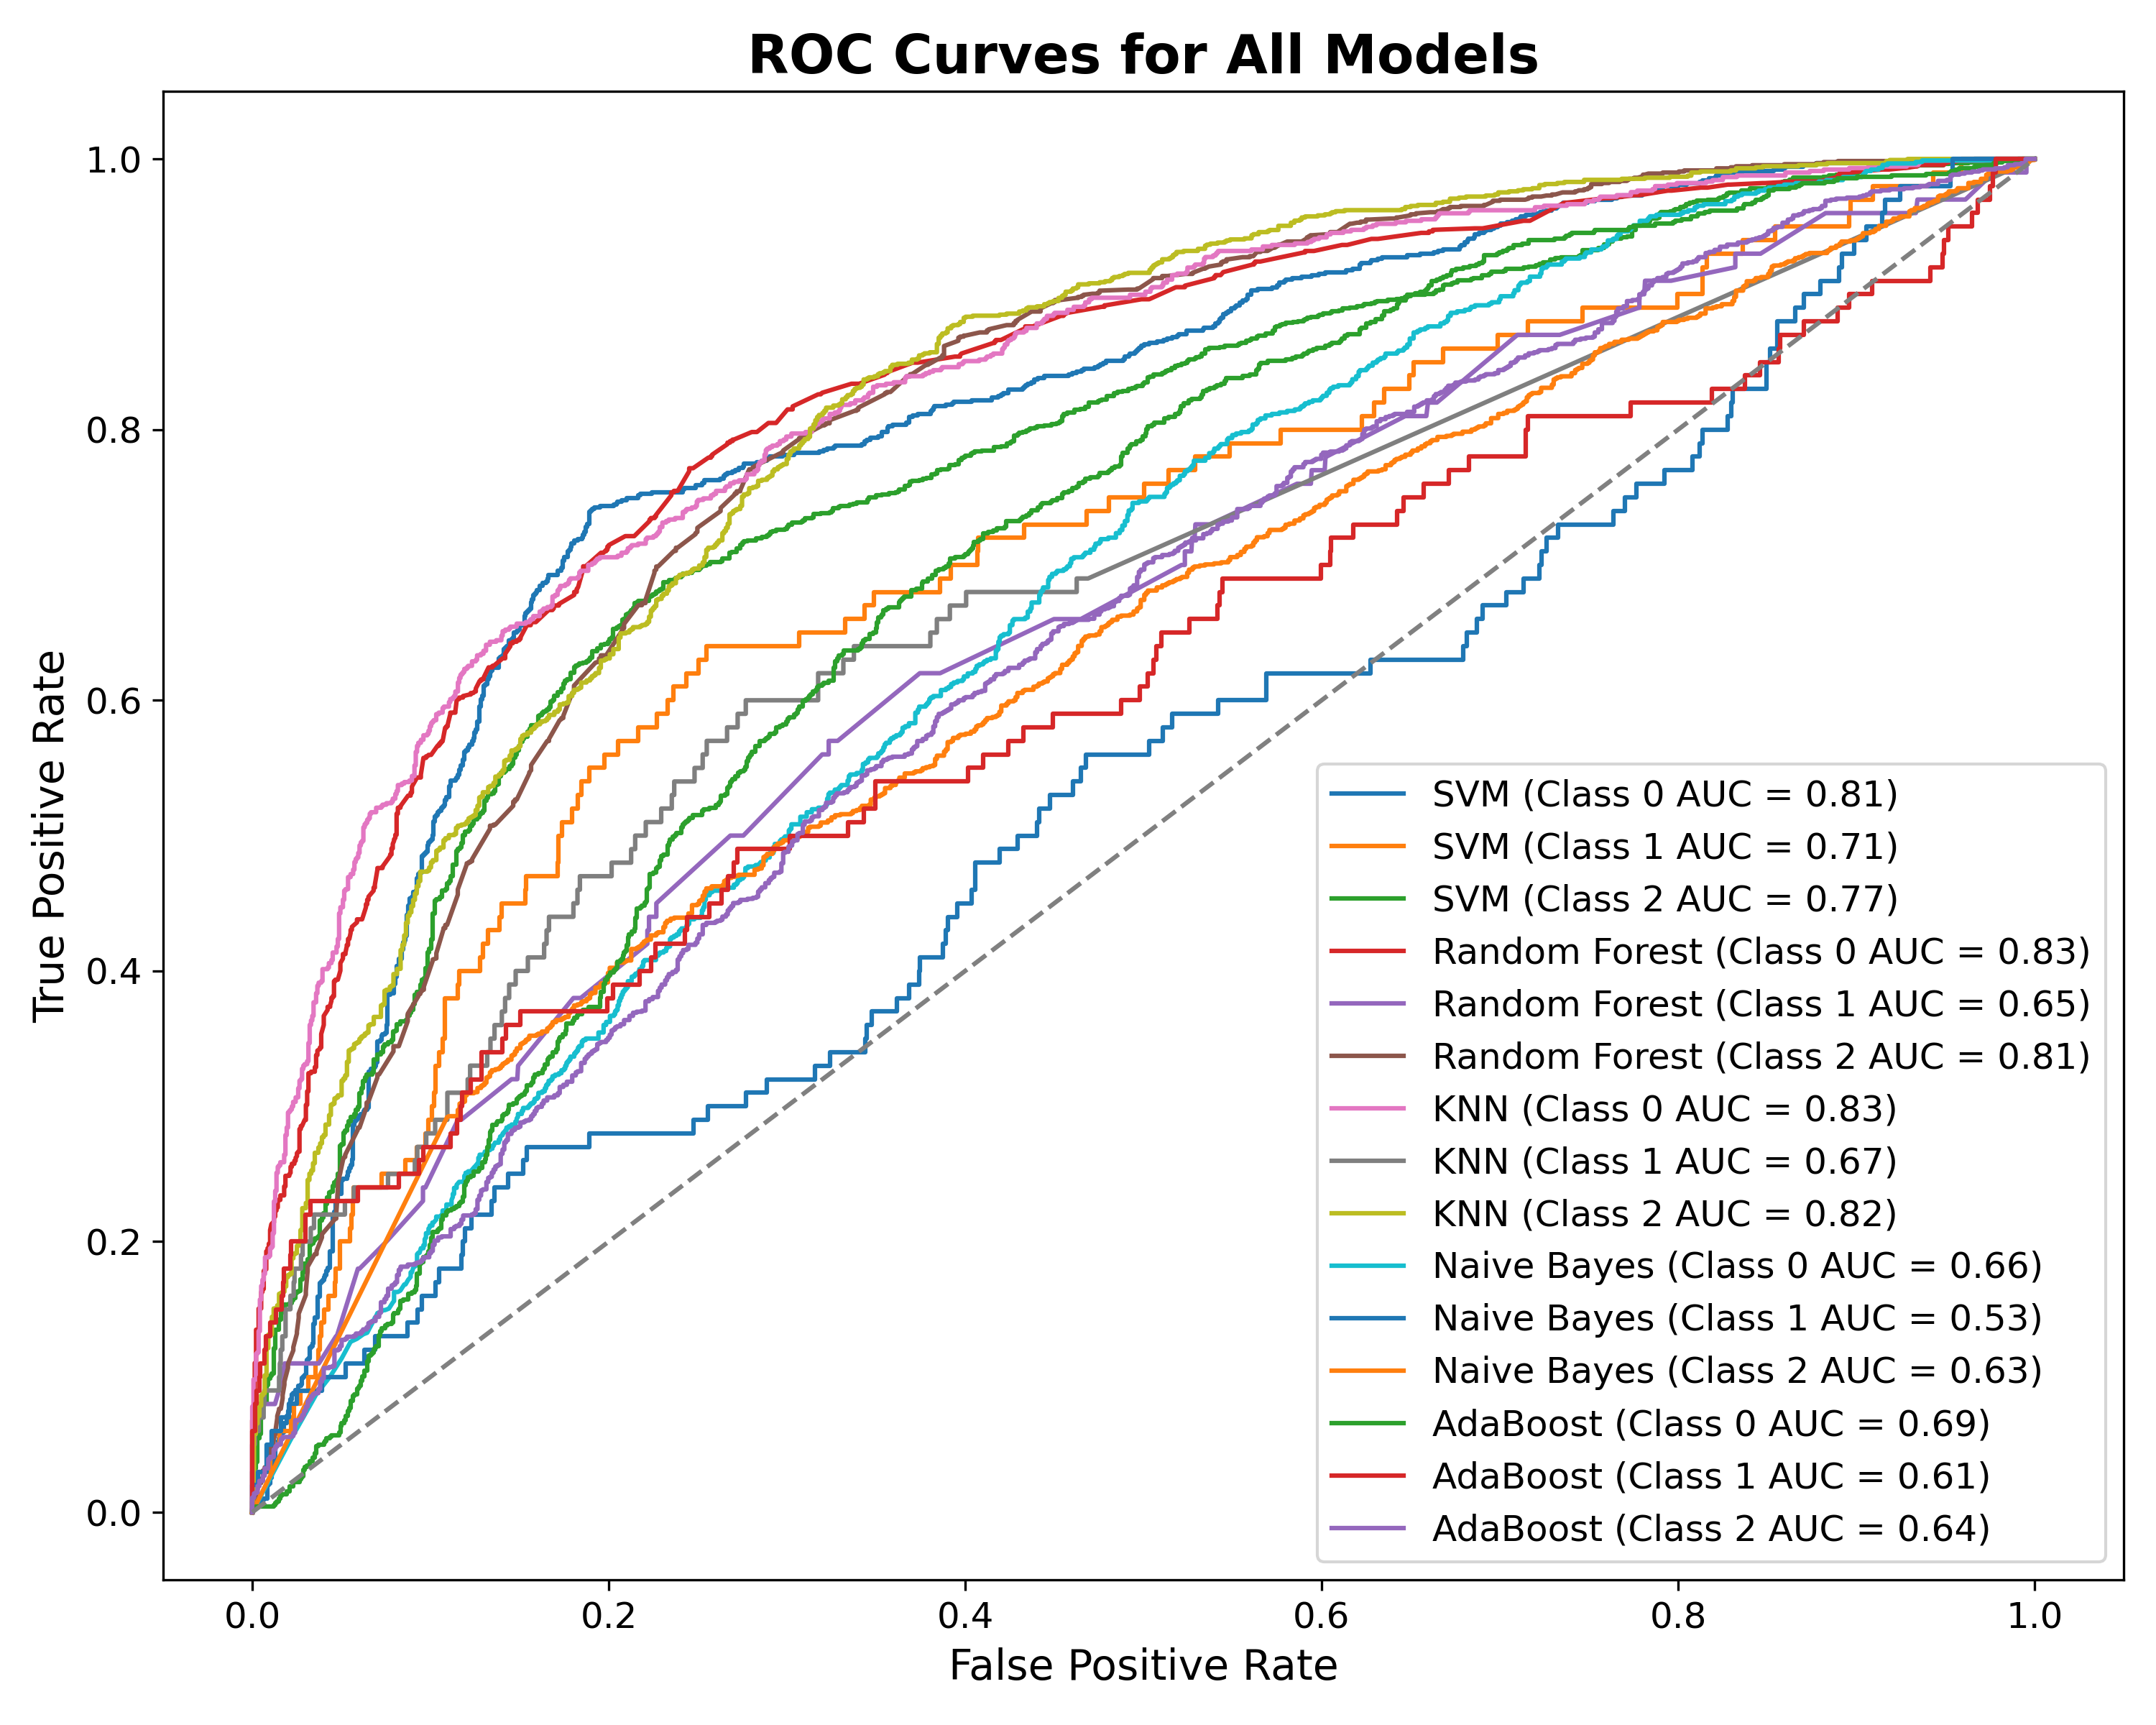 ROC Curves for All Models
True Positive Rate
1.0
0.8
0.6
0.4
0.2
0.0
SVM (Class 0 AUC = 0.81)
SVM (Class 1 AUC = 0.71)
SVM (Class 2 AUC = 0.77)
Random Forest (Class 0 AUC = 0.83)
Random Forest (Class 1 AUC = 0.65)
Random Forest (Class 2 AUC = 0.81)
KNN (Class 0 AUC = 0.83)
KNN (Class 1 AUC = 0.67)
KNN (Class 2 AUC = 0.82)
Naive Bayes (Class 0 AUC = 0.66)
Naive Bayes (Class 1 AUC = 0.53)
Naive Bayes (Class 2 AUC = 0.63)
AdaBoost (Class 0 AUC = 0.69)
AdaBoost (Class 1 AUC = 0.61)
AdaBoost (Class 2 AUC = 0.64)
0.0 0.2 0.4 0.6 0.8 1.0
False Positive Rate